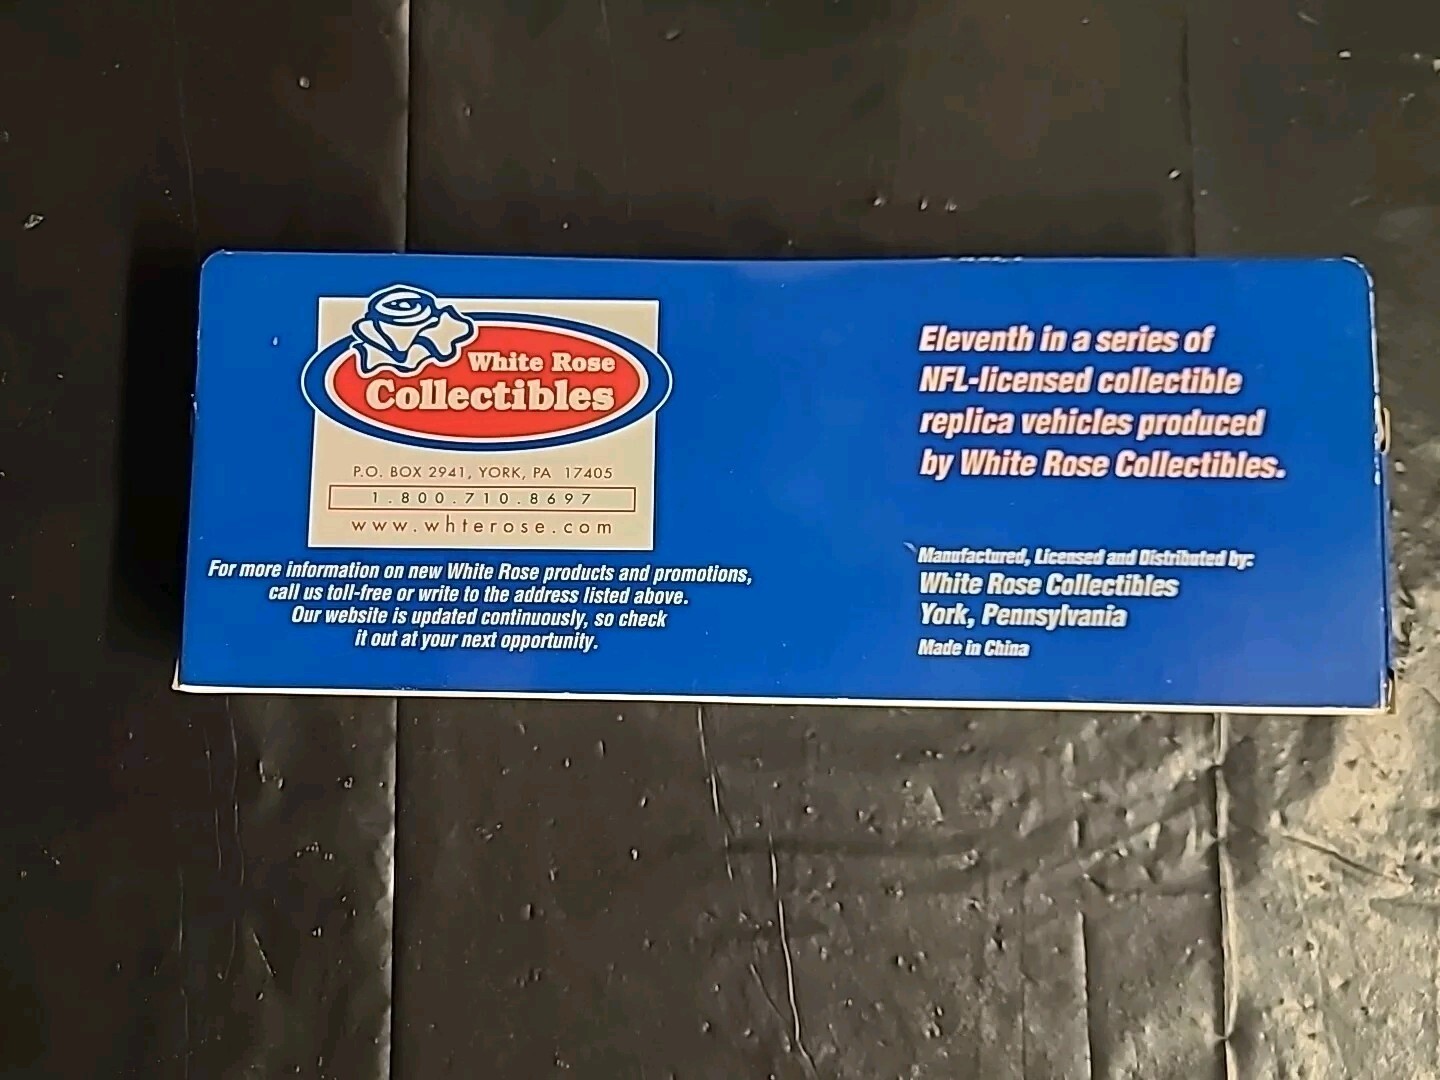 White Rose
Collectibles
P.O. BOX 2941, YORK, PA 17405
1.800.710.8697
www.whterose.com
For more information on new White Rose products and promotions,
call us toll-free or write to the address listed above.
Our website is updated continuously, so check
it out at your next opportunity.
Eleventh in a series of
NFL-licensed collectible
replica vehicles produced
by White Rose Collectibles.
Manufactured, Licensed and Distributed by:
White Rose Collectibles
York, Pennsylvania
Made in China